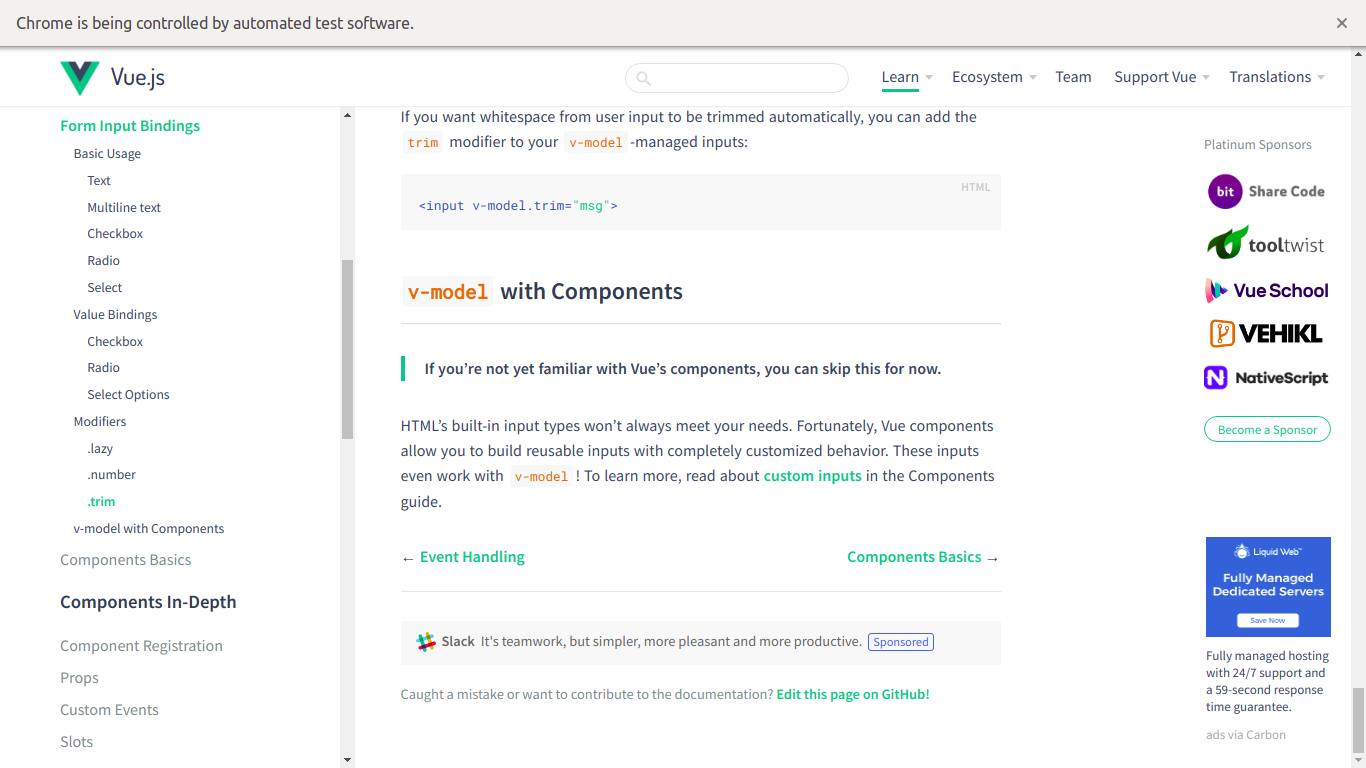 Chrome is being controlled by automated test software.
Vue.js
Learn
Ecosystem
Team
Support Vue
Translations
Form Input Bindings
Basic Usage
Text
Multiline text
Checkbox
Radio
Select
Value Bindings
Checkbox
Radio
Select Options
Modifiers
.lazy
.number
.trim
v-model with Components
Components Basics
Components In-Depth
Component Registration
Props
Custom Events
Slots
If you want whitespace from user input to be trimmed automatically, you can add the
trim modifier to your v-model -managed inputs:
HTML
<input v-model.trim="msg">
v-model with Components
If you’re not yet familiar with Vue’s components, you can skip this for now.
HTML’s built-in input types won’t always meet your needs. Fortunately, Vue components
allow you to build reusable inputs with completely customized behavior. These inputs
even work with v-model ! To learn more, read about custom inputs in the Components
guide.
← Event Handling
Components Basics →
Slack It's teamwork, but simpler, more pleasant and more productive. Sponsored
Caught a mistake or want to contribute to the documentation? Edit this page on GitHub!
Platinum Sponsors
bit Share Code
tooltwist
Vue School
VEHIKL
NativeScript
Become a Sponsor
Liquid Web™
Fully Managed
Dedicated Servers
Save Now
Fully managed hosting
with 24/7 support and
a 59-second response
time guarantee.
ads via Carbon